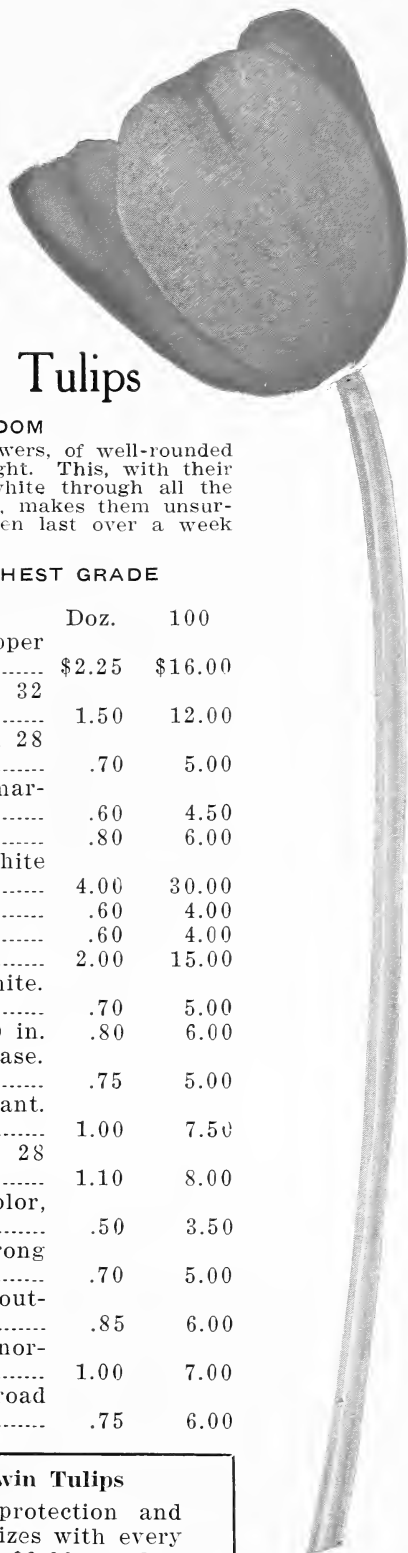 Tulips
OOM
wers, of well-rounded
ght. This, with their
white through all the
, makes them unsur-
en last over a week
HEST GRADE
Doz. 100
pper
...... $2.25 $16.00
32
...... 1.50 12.00
28
...... .70 5.00
mar-
...... .60 4.50
...... .80 6.00
hite
...... 4.00 30.00
...... .60 4.00
...... .60 4.00
...... 2.00 15.00
nite.
...... .70 5.00
in. .80 6.00
ase.
...... .75 5.00
ant.
...... 1.00 7.50
28
...... 1.10 8.00
olor,
...... .50 3.50
rong
...... .70 5.00
out-
...... .85 6.00
nor-
...... 1.00 7.00
road
...... .75 6.00
win Tulips
protection and
izes with every